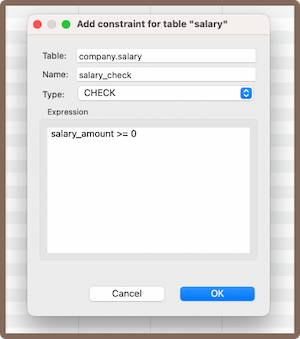 Add constraint for table "salary"
Table: company.salary
Name: salary_check
Type: CHECK
Expression
salary_amount >= 0
Cancel OK